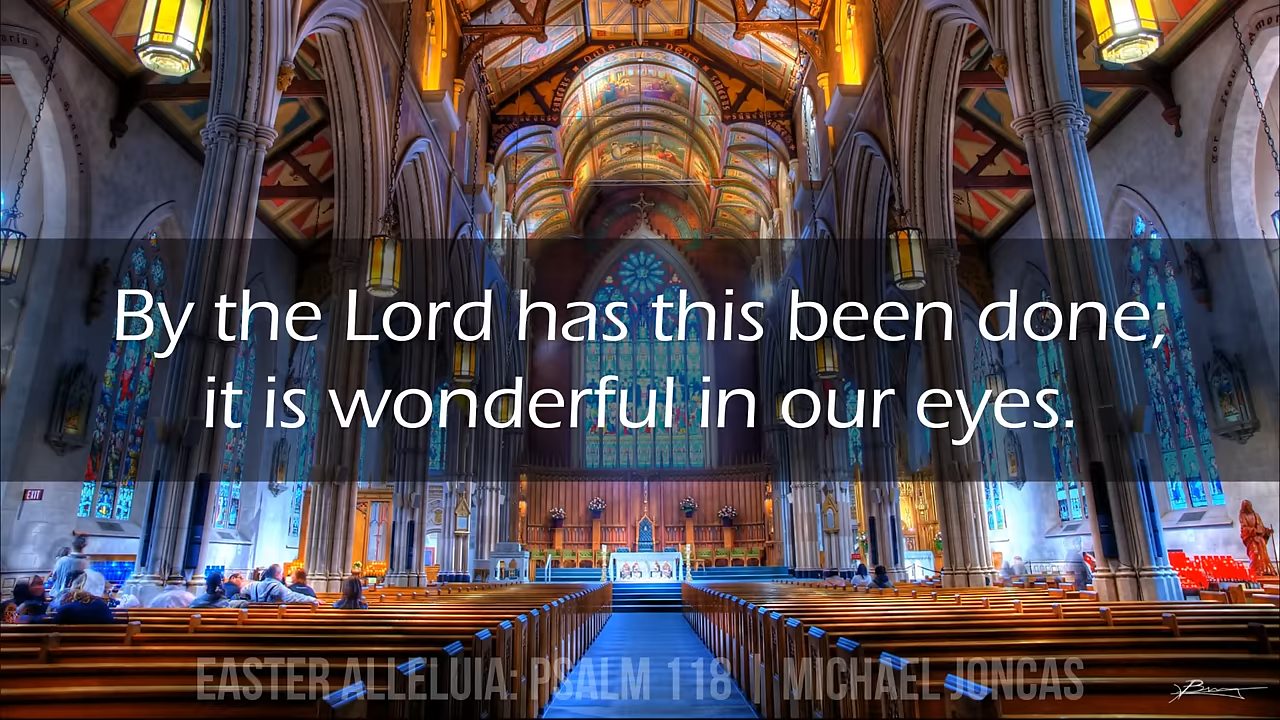 By the Lord has this been done;
it is wonderful in our eyes.
EXIT
EASTER ALLELUIA: PSALM 118 | MICHAEL JONCAS